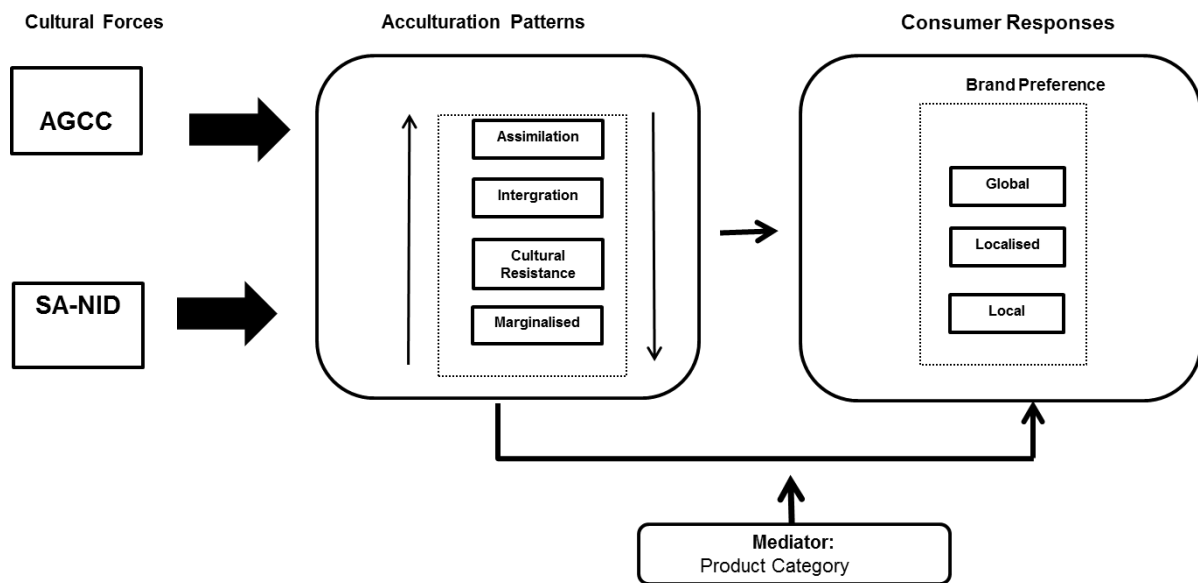 Cultural Forces
Acculturation Patterns
Consumer Responses
AGCC
SA-NID
Assimilation
Intergration
Cultural
Resistance
Marginalised
Brand Preference
Global
Localised
Local
Mediator:
Product Category